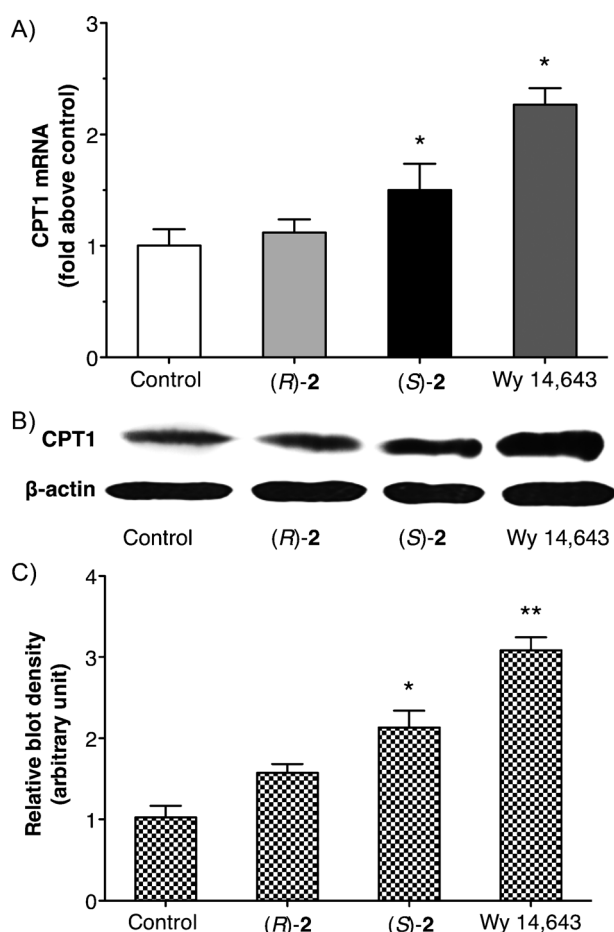 A)
CPT1 mRNA
(fold above control)
3
2
1
0
*
*
Control
(R)-2
(S)-2
Wy 14,643
B)
CPT1
β-actin
Control
(R)-2
(S)-2
Wy 14,643
C)
Relative blot density
(arbitrary unit)
4
3
2
1
0
*
**
Control
(R)-2
(S)-2
Wy 14,643